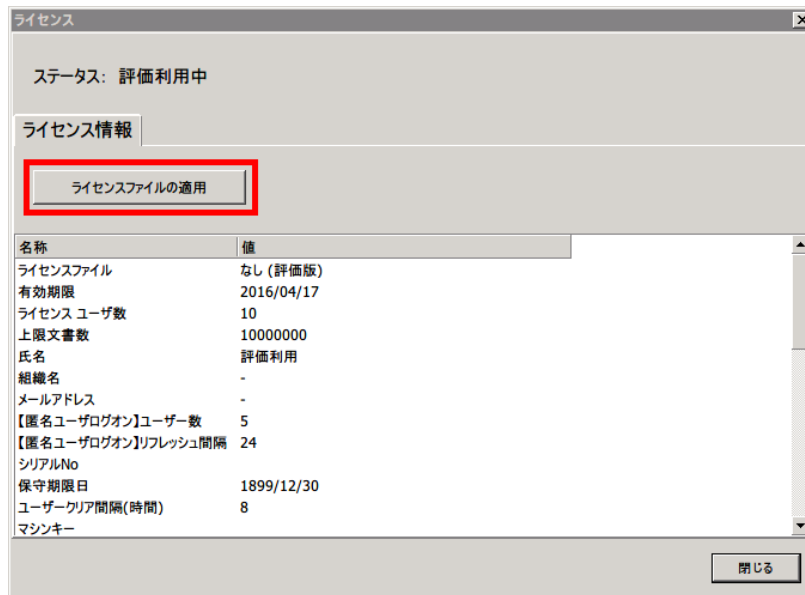 ライセンス
ステータス: 評価利用中
ライセンス情報
ライセンスファイルの適用
名称 値
ライセンスファイル なし (評価版)
有効期限 2016/04/17
ライセンス ユーザ数 10
上限文書数 10000000
氏名 評価利用
組織名 -
メールアドレス -
【匿名ユーザログオン】ユーザー数 5
【匿名ユーザログオン】リフレッシュ間隔 24
シリアルNo
保守期限日 1899/12/30
ユーザークリア間隔(時間) 8
マシンキー
閉じる